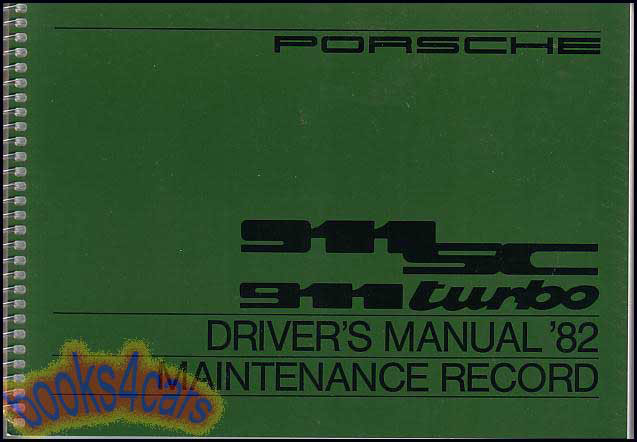 PORSCHE
911SC
911 turbo
DRIVER'S MANUAL '82
MAINTENANCE RECORD
books4cars